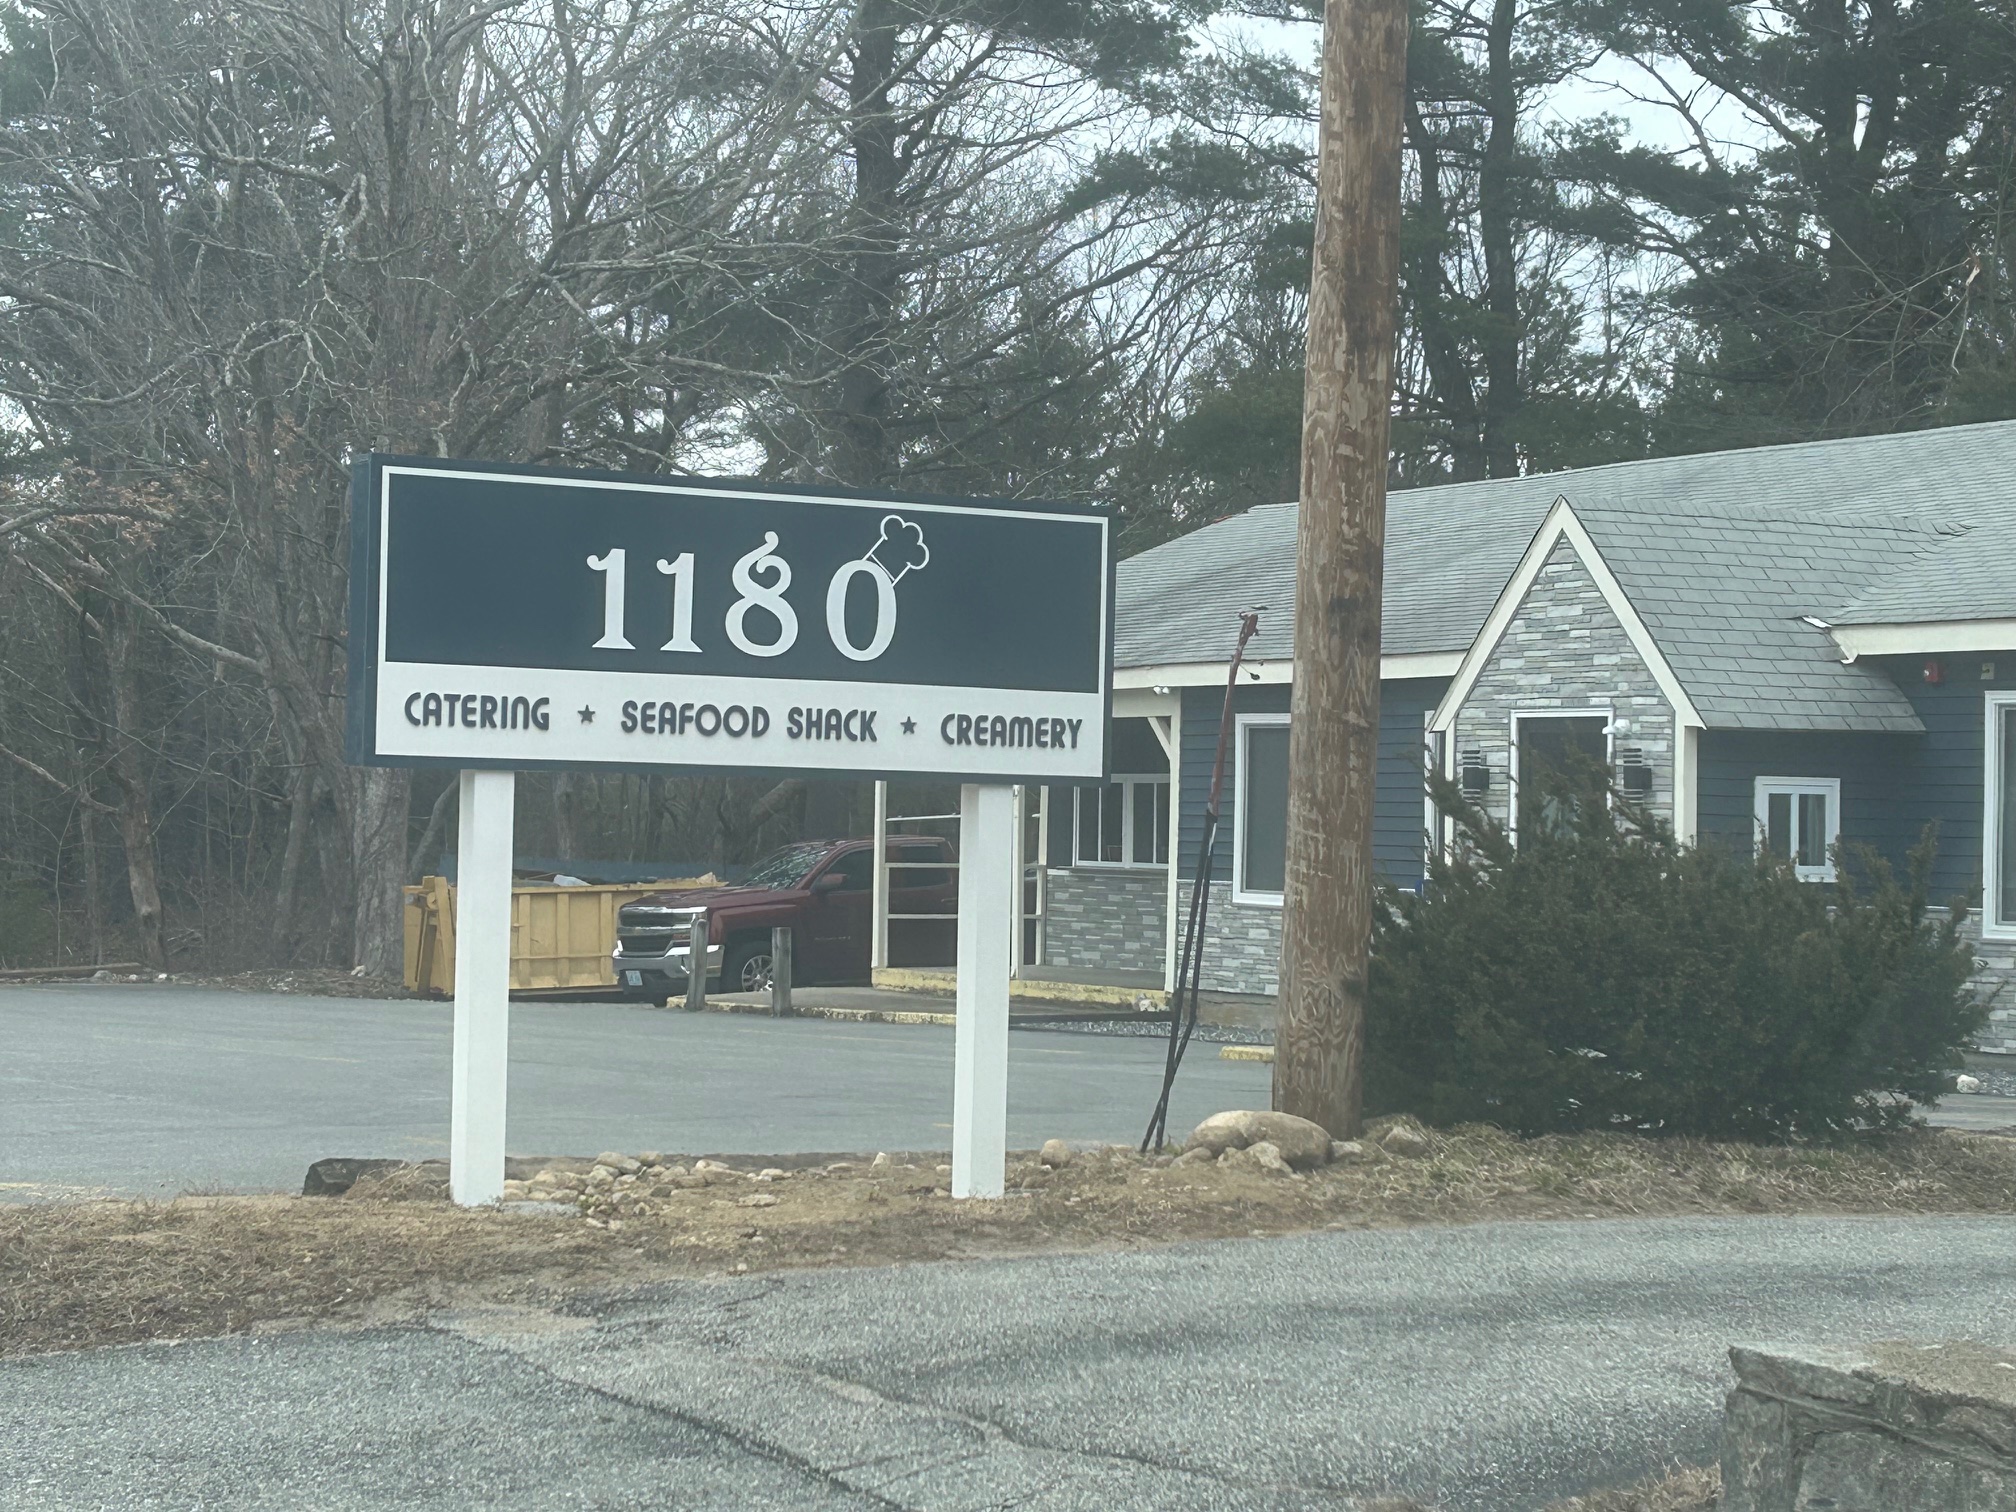 1180
CATERING ★ SEAFOOD SHACK ★ CREAMERY